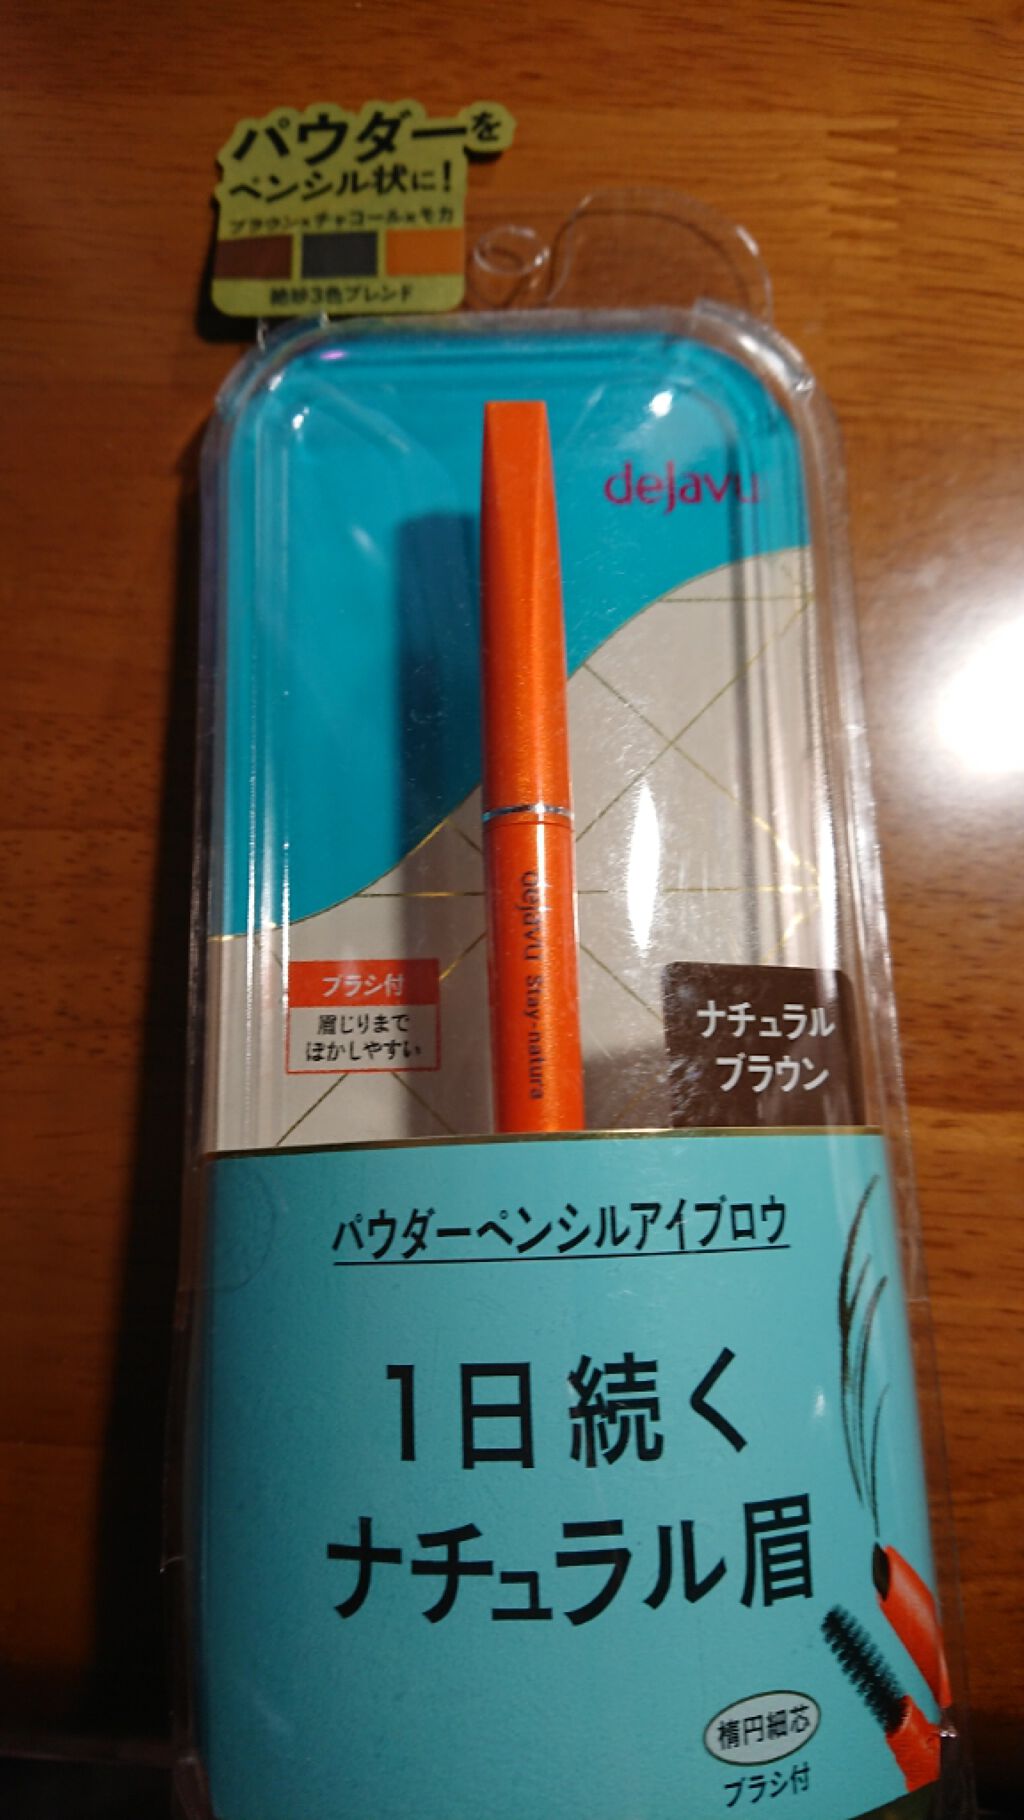 パウダーを
ペンシル状に!
ブラウン×チャコール×モカ
絶妙3色ブレンド
dejavu
dejavu Stay-natura
ブラシ付
眉じりまで
ぼかしやすい
ナチュラル
ブラウン
パウダーペンシルアイブロウ
1日続く
ナチュラル眉
楕円細芯
ブラシ付